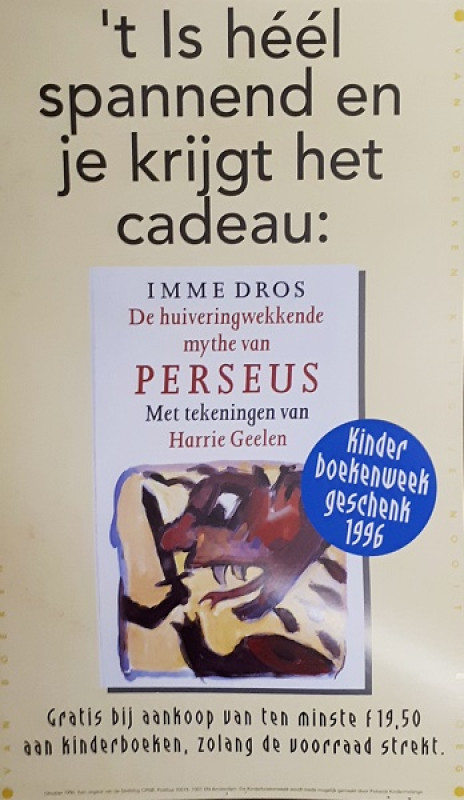 't Is héél
spannend en
je krijgt het
cadeau:
IMME DROS
De huiveringwekkende
mythe van
PERSEUS
Met tekeningen van
Harrie Geelen
Kinder
boekenweek
geschenk
1996
Gratis bij aankoop van ten minste f 19,50
aan kinderboeken, zolang de voorraad strekt.